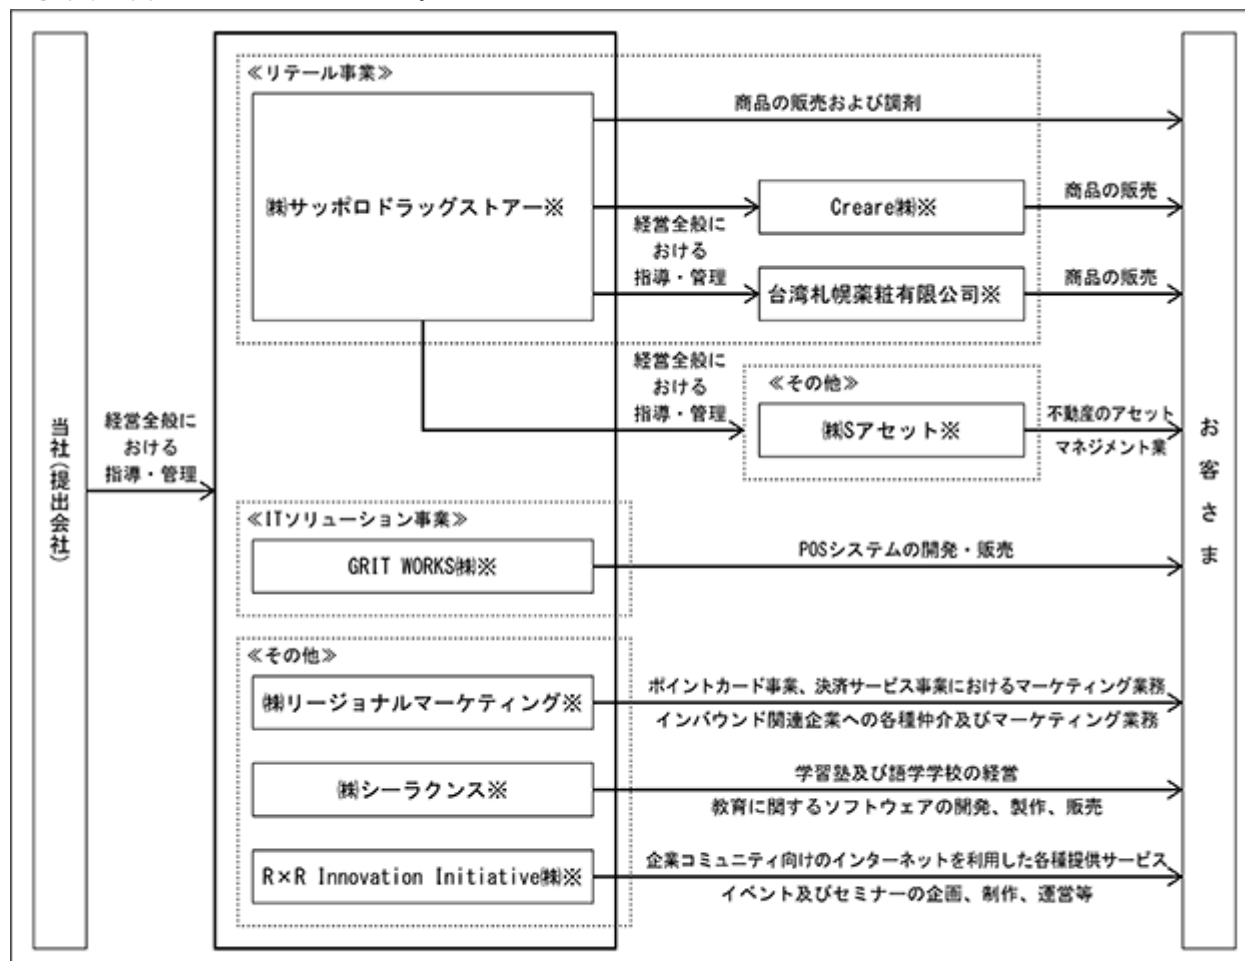 ≪リテール事業≫
㈱サッポロドラッグストアー※
商品の販売および調剤
経営全般に
おける
指導・管理
Creare㈱※
商品の販売
台湾札幌薬粧有限公司※
商品の販売
経営全般に
おける
指導・管理
≪その他≫
㈱Sアセット※
不動産のアセット
マネジメント業
当社(提出会社)
経営全般に
おける
指導・管理
お客さま
≪ITソリューション事業≫
GRIT WORKS㈱※
POSシステムの開発・販売
≪その他≫
㈱リージョナルマーケティング※
ポイントカード事業、決済サービス事業におけるマーケティング業務
インバウンド関連企業への各種仲介及びマーケティング業務
㈱シーラクンス※
学習塾及び語学学校の経営
教育に関するソフトウェアの開発、製作、販売
R×R Innovation Initiative㈱※
企業コミュニティ向けのインターネットを利用した各種提供サービス
イベント及びセミナーの企画、制作、運営等